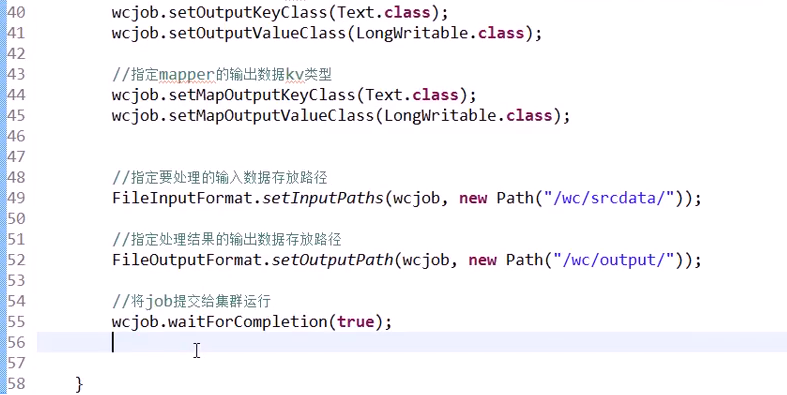 40 wcjob.setOutputKeyClass(Text.class);
41 wcjob.setOutputValueClass(LongWritable.class);
42
43 //指定mapper的输出数据kv类型
44 wcjob.setMapOutputKeyClass(Text.class);
45 wcjob.setMapOutputValueClass(LongWritable.class);
46
47
48 //指定要处理的输入数据存放路径
49 FileInputFormat.setInputPaths(wcjob, new Path("/wc/srcdata/"));
50
51 //指定处理结果的输出数据存放路径
52 FileOutputFormat.setOutputPath(wcjob, new Path("/wc/output/"));
53
54 //将job提交给集群运行
55 wcjob.waitForCompletion(true);
56
57
58 }